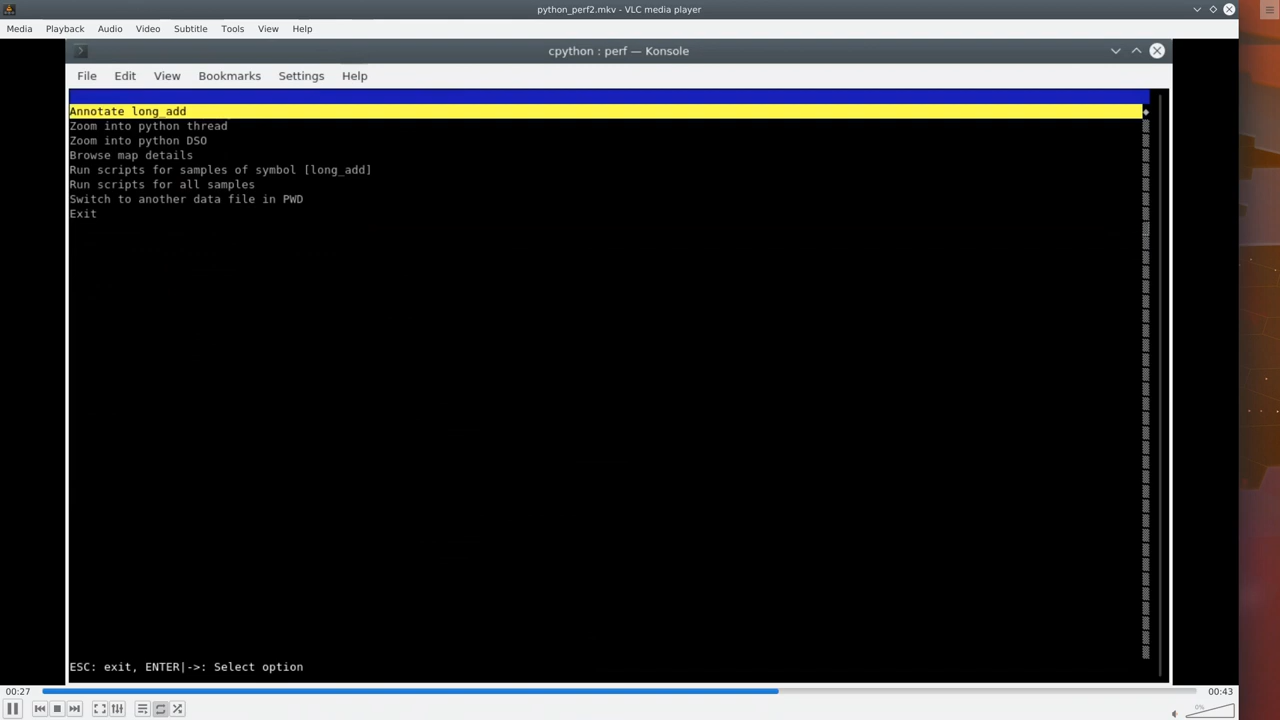 python_perf2.mkv - VLC media player
Media Playback Audio Video Subtitle Tools View Help
cpython : perf — Konsole
File Edit View Bookmarks Settings Help
Annotate long_add
Zoom into python thread
Zoom into python DSO
Browse map details
Run scripts for samples of symbol [long_add]
Run scripts for all samples
Switch to another data file in PWD
Exit
ESC: exit, ENTER|->: Select option
00:27 00:43
0%